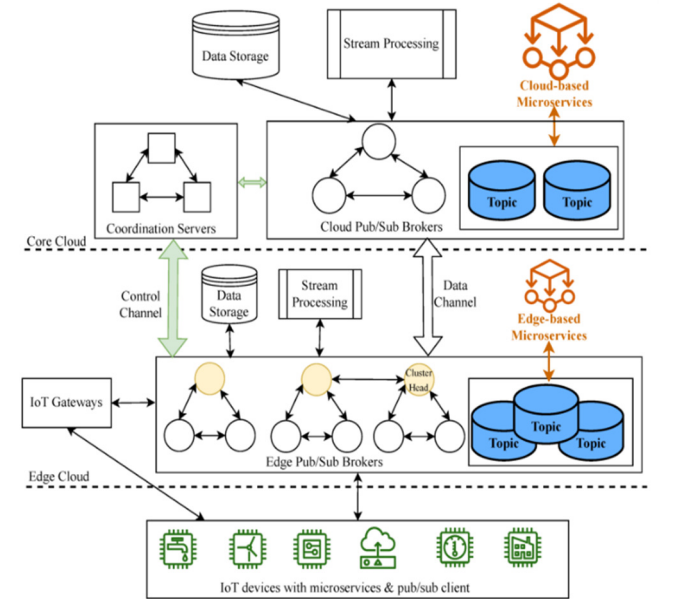 Data Storage
Stream Processing
Cloud-based
Microservices
Topic
Topic
Coordination Servers
Cloud Pub/Sub Brokers
Core Cloud
Control
Channel
Data
Storage
Stream
Processing
Data
Channel
Edge-based
Microservices
Cluster
Head
IoT Gateways
Topic
Topic
Topic
Edge Pub/Sub Brokers
Edge Cloud
IoT devices with microservices & pub/sub client